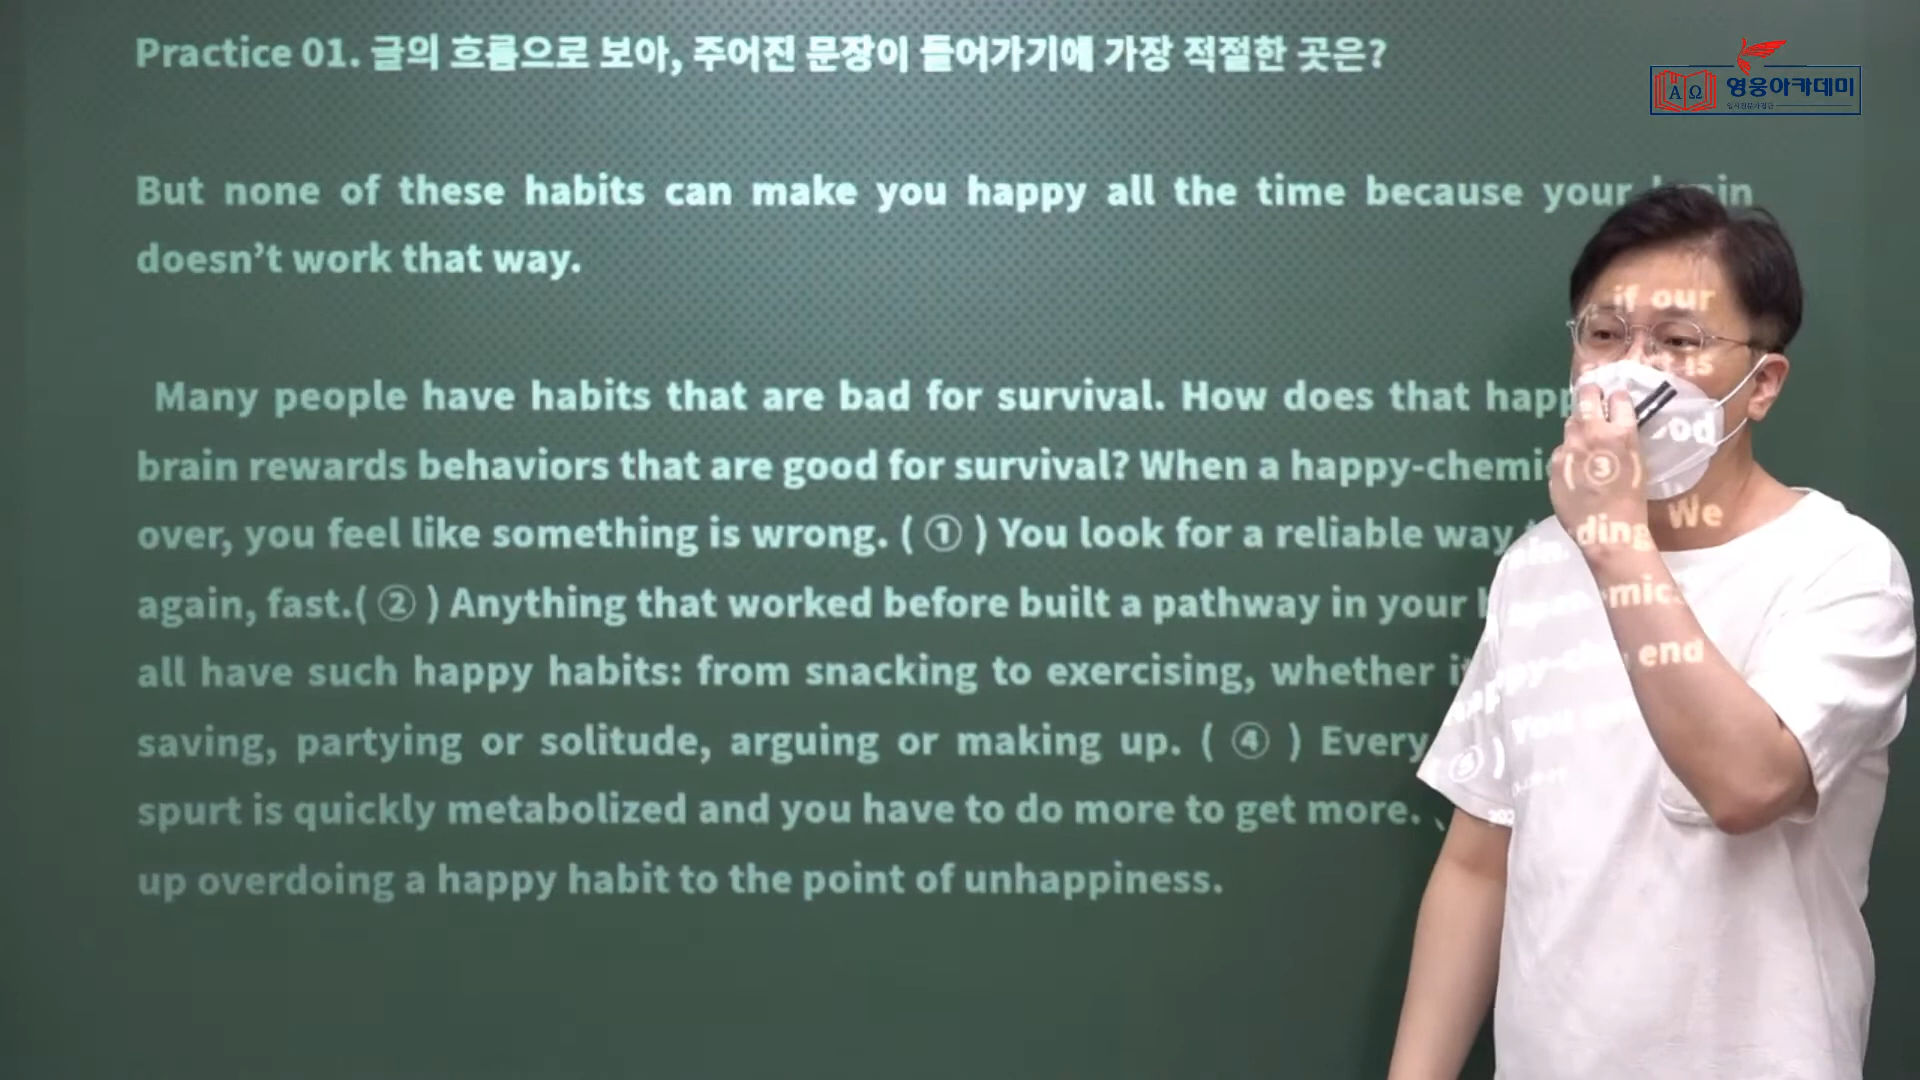 Practice 01. 글의 흐름으로 보아, 주어진 문장이 들어가기에 가장 적절한 곳은?
영웅아카데미
But none of these habits can make you happy all the time because your
doesn’t work that way.
Many people have habits that are bad for survival. How does that if our
brain rewards behaviors that are good for survival? When a is
over, you feel like something is wrong. ( ① ) You look for a reliable way
again, fast.( ② ) Anything that worked before built a pathway in your ( ③ ) We
all have such happy habits: from snacking to exercising, whether
saving, partying or solitude, arguing or making up. ( ④ ) Every
spurt is quickly metabolized and you have to do more to get more. ( ⑤ ) You end
up overdoing a happy habit to the point of unhappiness.